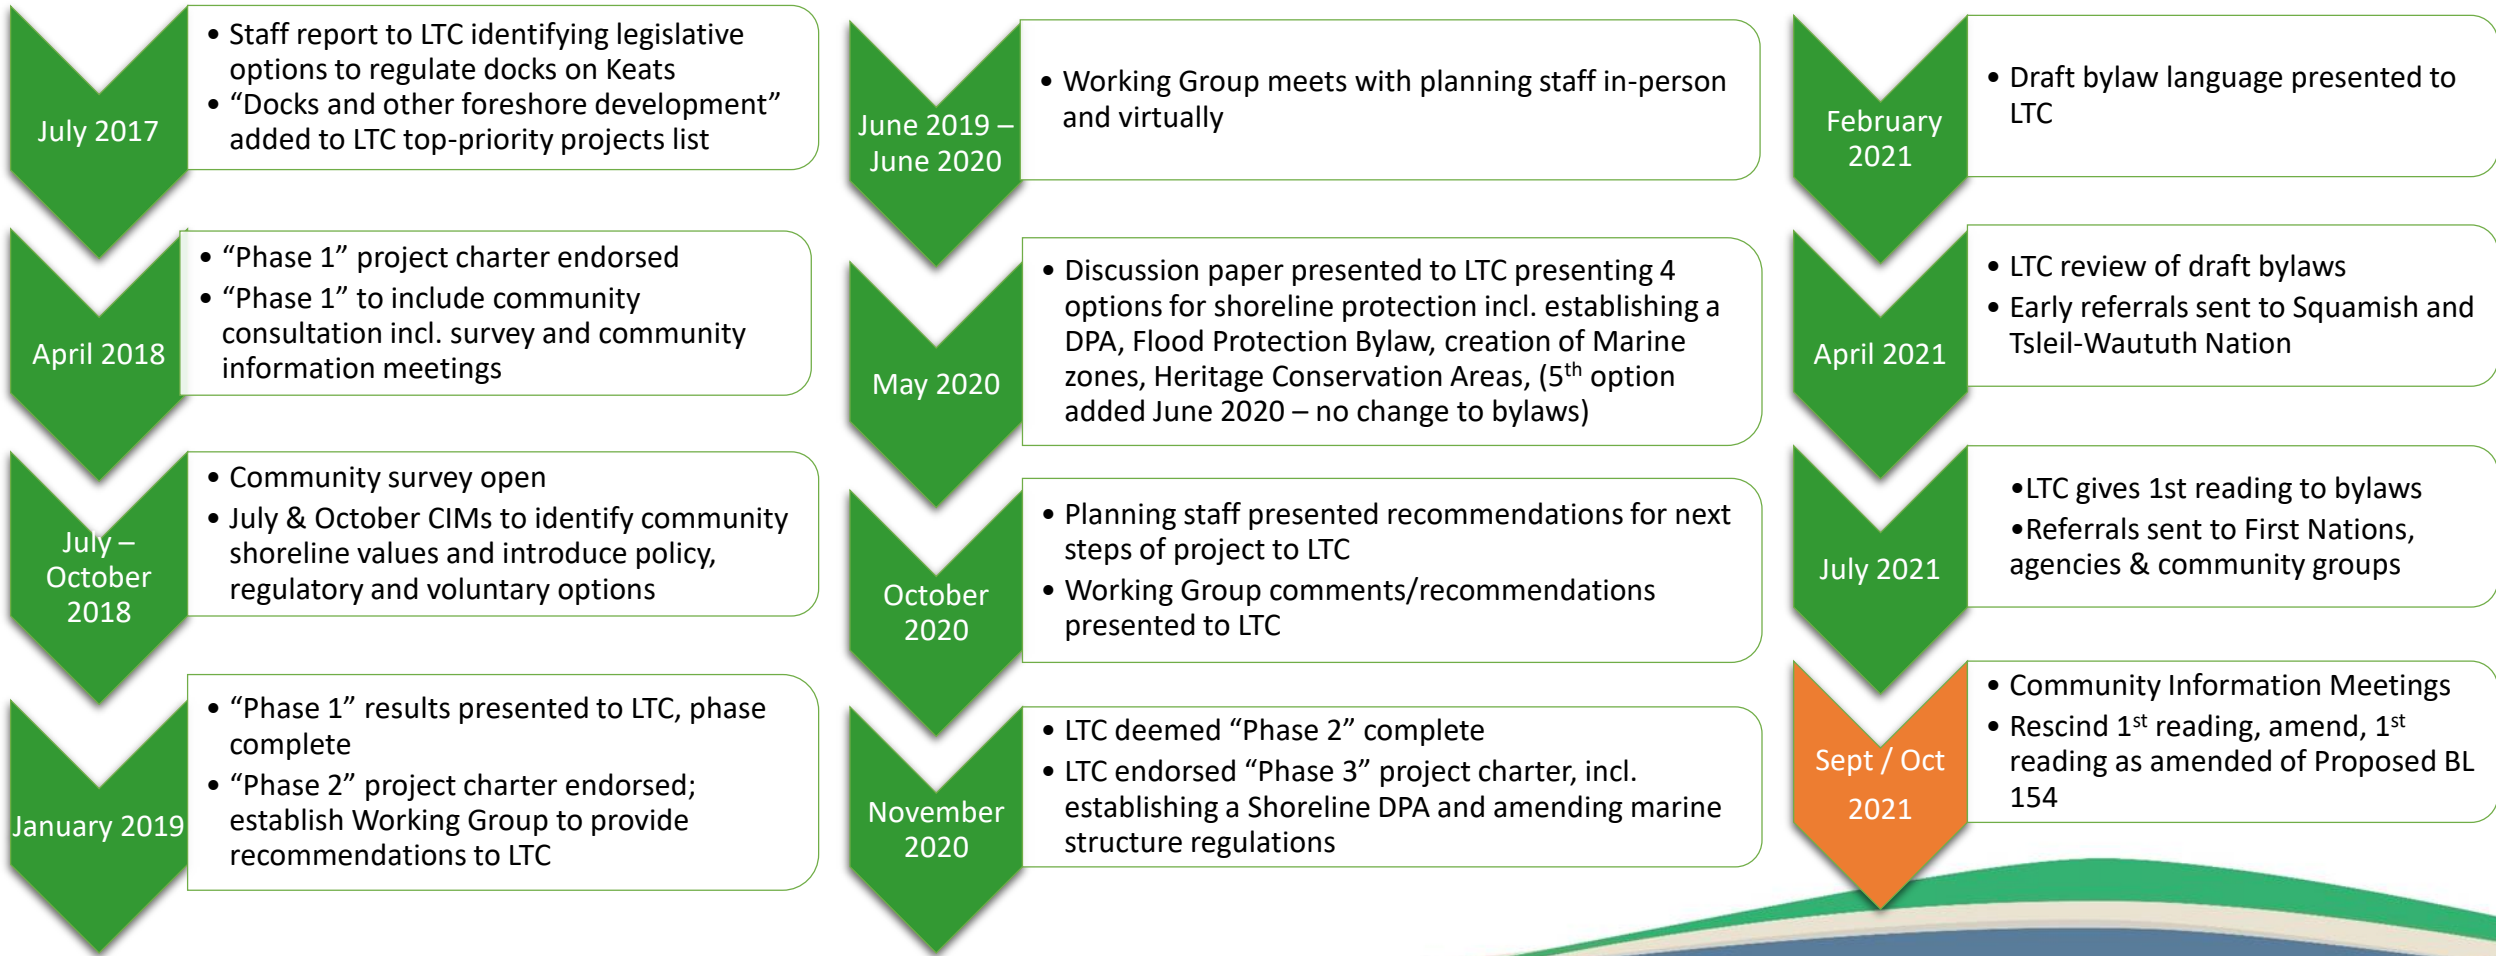 July 2017
• Staff report to LTC identifying legislative
options to regulate docks on Keats
• “Docks and other foreshore development”
added to LTC top-priority projects list
April 2018
• “Phase 1” project charter endorsed
• “Phase 1” to include community
consultation incl. survey and community
information meetings
July –
October
2018
• Community survey open
• July & October CIMs to identify community
shoreline values and introduce policy,
regulatory and voluntary options
January 2019
• “Phase 1” results presented to LTC, phase
complete
• “Phase 2” project charter endorsed;
establish Working Group to provide
recommendations to LTC
June 2019 –
June 2020
• Working Group meets with planning staff in-person
and virtually
May 2020
• Discussion paper presented to LTC presenting 4
options for shoreline protection incl. establishing a
DPA, Flood Protection Bylaw, creation of Marine
zones, Heritage Conservation Areas, (5th option
added June 2020 – no change to bylaws)
October
2020
• Planning staff presented recommendations for next
steps of project to LTC
• Working Group comments/recommendations
presented to LTC
November
2020
• LTC deemed “Phase 2” complete
• LTC endorsed “Phase 3” project charter, incl.
establishing a Shoreline DPA and amending marine
structure regulations
February
2021
• Draft bylaw language presented to
LTC
April 2021
• LTC review of draft bylaws
• Early referrals sent to Squamish and
Tsleil-Waututh Nation
July 2021
•LTC gives 1st reading to bylaws
•Referrals sent to First Nations,
agencies & community groups
Sept / Oct
2021
• Community Information Meetings
• Rescind 1st reading, amend, 1st
reading as amended of Proposed BL
154